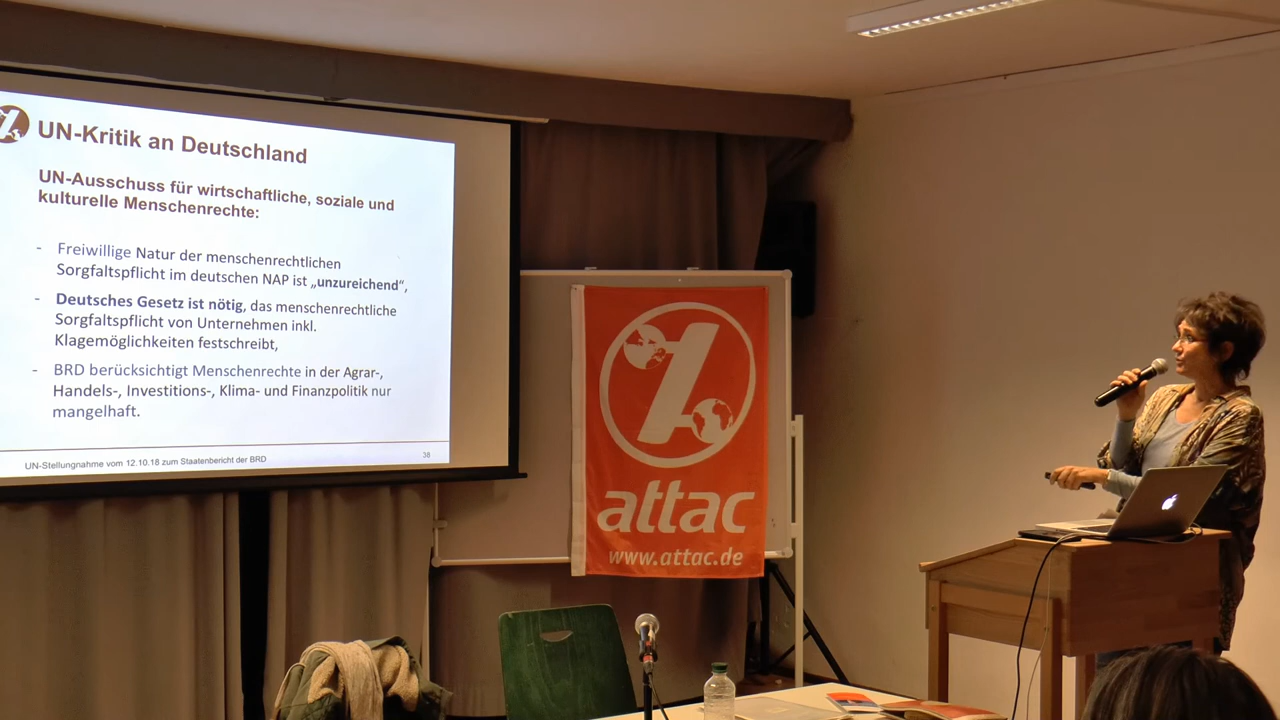 UN-Kritik an Deutschland
UN-Ausschuss für wirtschaftliche, soziale und
kulturelle Menschenrechte:
- Freiwillige Natur der menschenrechtlichen
Sorgfaltspflicht im deutschen NAP ist „unzureichend“,
- Deutsches Gesetz ist nötig, das menschenrechtliche
Sorgfaltspflicht von Unternehmen inkl.
Klagemöglichkeiten festschreibt,
- BRD berücksichtigt Menschenrechte in der Agrar-,
Handels-, Investitions-, Klima- und Finanzpolitik nur
mangelhaft.
UN-Stellungnahme vom 12.10.18 zum Staatenbericht der BRD
38
attac
www.attac.de